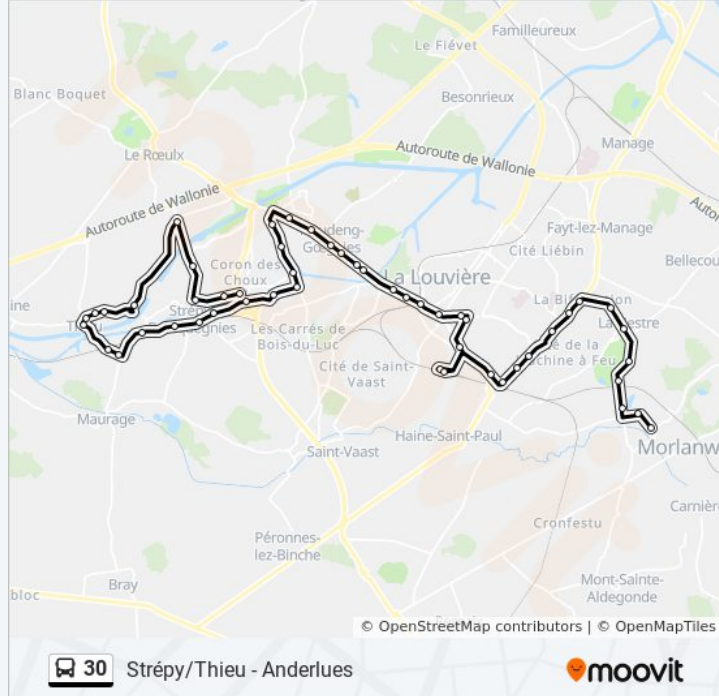 Familleureux
Le Fiévet
Blanc Boquet
Besonrieux
Manage
Le Rœulx
Autoroute de Wallonie
Autoroute de Wallonie
Auto
Fayt-lez-Manage
Cité Liébin
Bellecou
Coron des
Choux
La Louvière
Les Carrés de
Bois-du-Luc
Cité de Saint-
Vaast
Maurage
Haine-Saint-Paul
Saint-Vaast
Morlanw
Carnière
Cronfestu
Péronnes-
lez-Binche
Bray
Mont-Sainte-
Aldegonde
bloc
© OpenStreetMap contributors | © OpenMapTiles
30 Strépy/Thieu - Anderlues
moovit